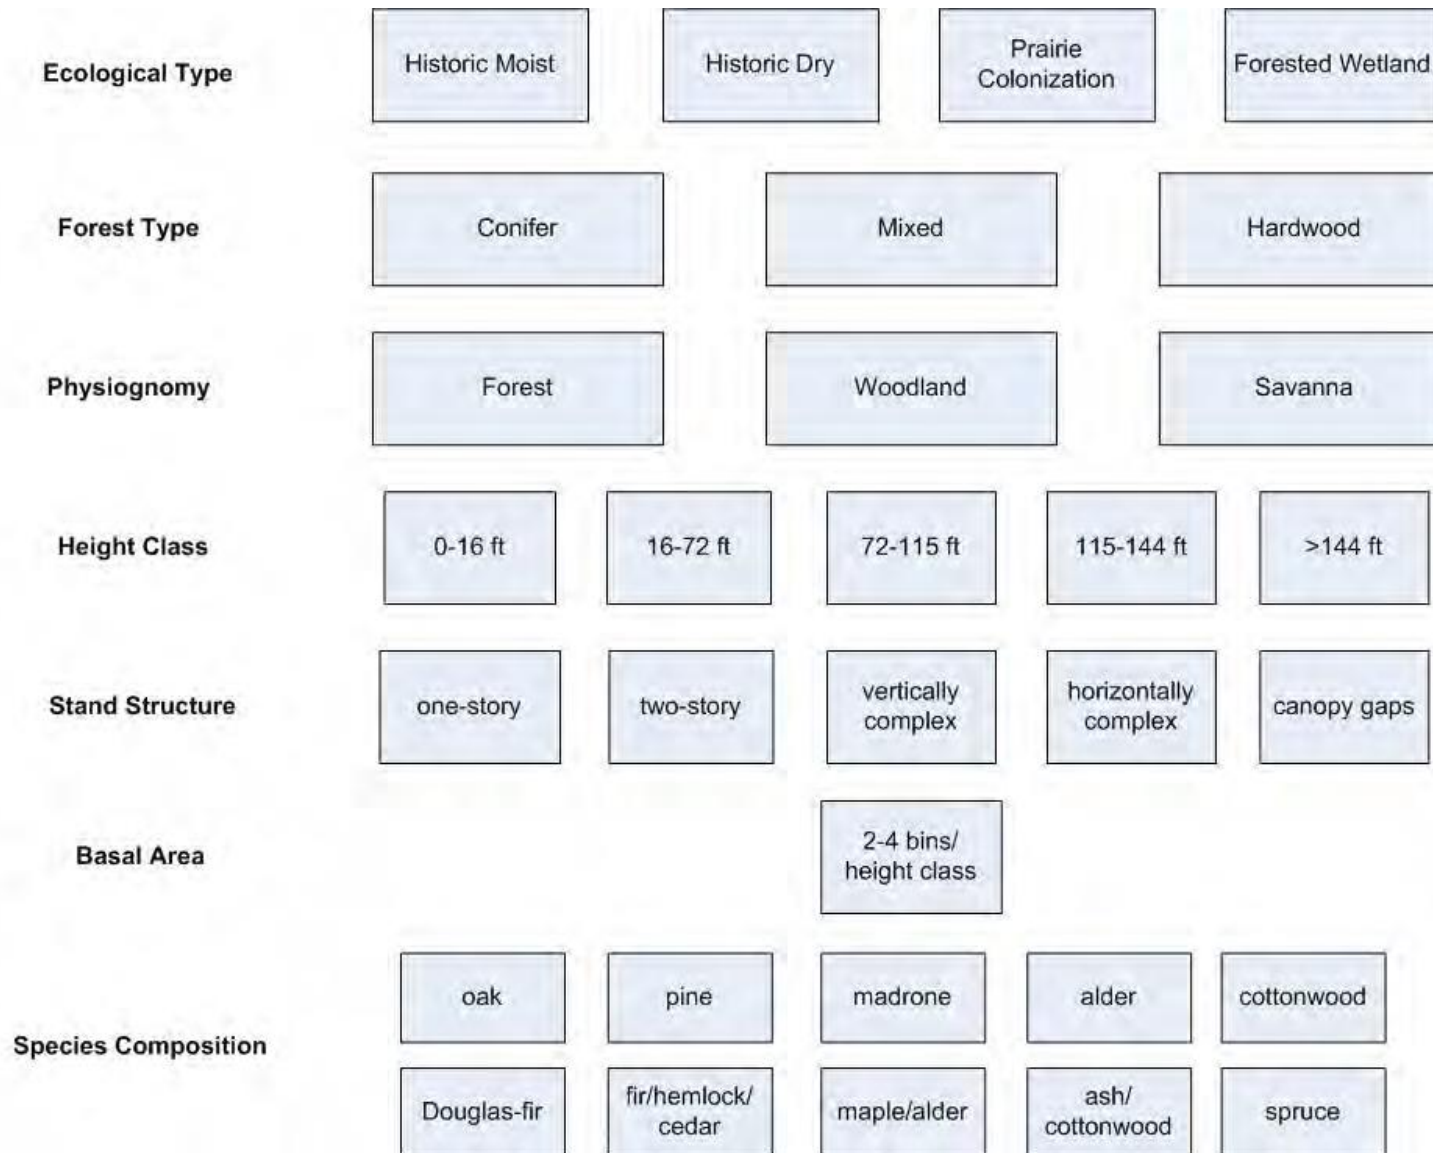 Ecological Type
Historic Moist
Historic Dry
Prairie
Colonization
Forested Wetland
Forest Type
Conifer
Mixed
Hardwood
Physiognomy
Forest
Woodland
Savanna
Height Class
0-16 ft
16-72 ft
72-115 ft
115-144 ft
>144 ft
Stand Structure
one-story
two-story
vertically
complex
horizontally
complex
canopy gaps
Basal Area
2-4 bins/
height class
Species Composition
oak
pine
madrone
alder
cottonwood
Douglas-fir
fir/hemlock/
cedar
maple/alder
ash/
cottonwood
spruce